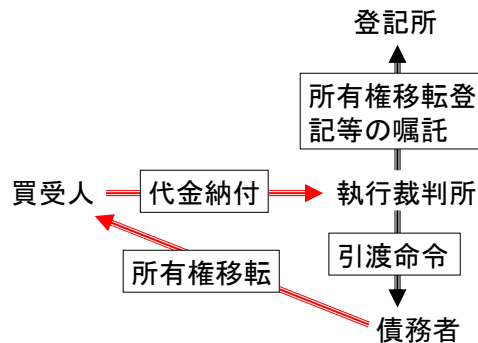 登記所
所有権移転登
記等の嘱託
買受人
代金納付
執行裁判所
引渡命令
所有権移転
債務者